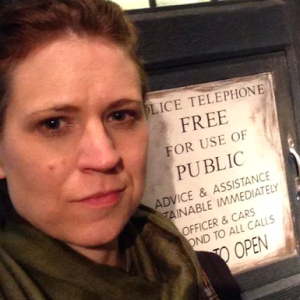 OLICE TELEPHONE
FREE
FOR USE OF
PUBLIC
ADVICE & ASSISTANCE
TAINABLE IMMEDIATELY
OFFICER & CARS
OND TO ALL CALLS
TO OPEN